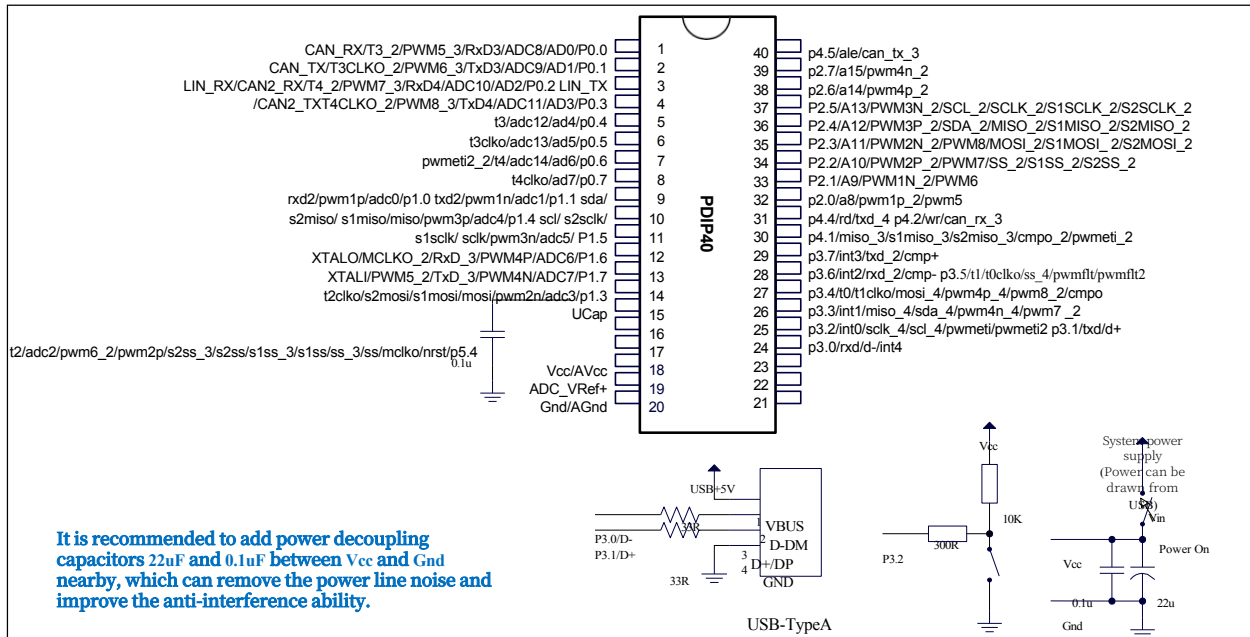 CAN_RX/T3_2/PWM5_3/RxD3/ADC8/AD0/P0.0
CAN_TX/T3CLKO_2/PWM6_3/TxD3/ADC9/AD1/P0.1
LIN_RX/CAN2_RX/T4_2/PWM7_3/RxD4/ADC10/AD2/P0.2 LIN_TX
/CAN2_TXT4CLKO_2/PWM8_3/TxD4/ADC11/AD3/P0.3
t3/adc12/ad4/p0.4
t3clko/adc13/ad5/p0.5
pwmeti2_2/t4/adc14/ad6/p0.6
t4clko/ad7/p0.7
rxd2/pwm1p/adc0/p1.0 txd2/pwm1n/adc1/p1.1 sda/
s2miso/ s1miso/miso/pwm3p/adc4/p1.4 scl/ s2sclk/
s1sclk/ sclk/pwm3n/adc5/ P1.5
XTALO/MCLKO_2/RxD_3/PWM4P/ADC6/P1.6
XTALI/PWM5_2/TxD_3/PWM4N/ADC7/P1.7
t2clko/s2mosi/s1mosi/mosi/pwm2n/adc3/p1.3
UCap
t2/adc2/pwm6_2/pwm2p/s2ss_3/s2ss/s1ss_3/s1ss/ss_3/ss/mclko/nrst/p5.4
0.1u
Vcc/AVcc
ADC_VRef+
Gnd/AGnd
1
2
3
4
5
6
7
8
9
10
11
12
13
14
15
16
17
18
19
20
PDIP40
40
39
38
37
36
35
34
33
32
31
30
29
28
27
26
25
24
23
22
21
p4.5/ale/can_tx_3
p2.7/a15/pwm4n_2
p2.6/a14/pwm4p_2
P2.5/A13/PWM3N_2/SCL_2/SCLK_2/S1SCLK_2/S2SCLK_2
P2.4/A12/PWM3P_2/SDA_2/MISO_2/S1MISO_2/S2MISO_2
P2.3/A11/PWM2N_2/PWM8/MOSI_2/S1MOSI_2/S2MOSI_2
P2.2/A10/PWM2P_2/PWM7/SS_2/S1SS_2/S2SS_2
P2.1/A9/PWM1N_2/PWM6
p2.0/a8/pwm1p_2/pwm5
p4.4/rd/txd_4 p4.2/wr/can_rx_3
p4.1/miso_3/s1miso_3/s2miso_3/cmpo_2/pwmeti_2
p3.7/int3/txd_2/cmp+
p3.6/int2/rxd_2/cmp- p3.5/t1/t0clko/ss_4/pwmflt/pwmflt2
p3.4/t0/t1clko/mosi_4/pwm4p_4/pwm8_2/cmpo
p3.3/int1/miso_4/sda_4/pwm4n_4/pwm7 _2
p3.2/int0/sclk_4/scl_4/pwmeti/pwmeti2 p3.1/txd/d+
p3.0/rxd/d-/int4
It is recommended to add power decoupling
capacitors 22uF and 0.1uF between Vcc and Gnd
nearby, which can remove the power line noise and
improve the anti-interference ability.
USB+5V
33R
P3.0/D-
P3.1/D+
33R
1
2
3
4
VBUS
D-DM
D+/DP
GND
USB-TypeA
Vcc
10K
300R
P3.2
System power
supply
(Power can be
drawn from
USB)
Vin
Power On
Vcc
0.1u
22u
Gnd